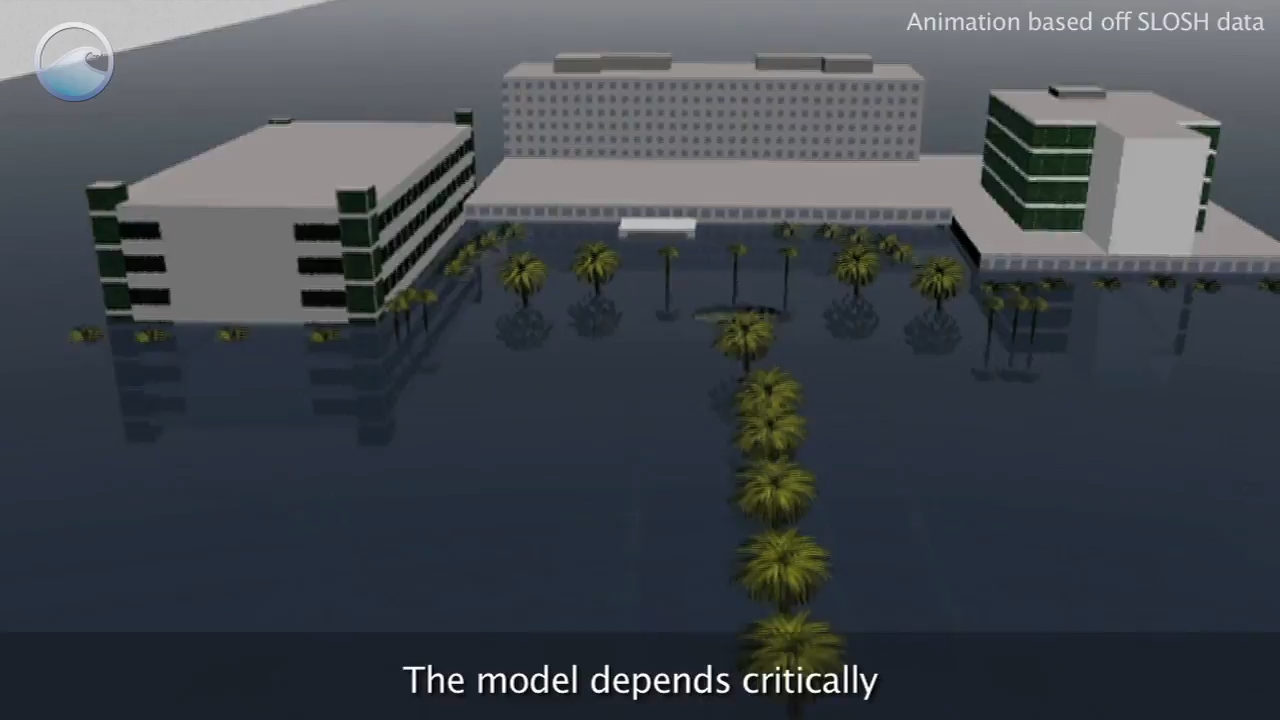 Animation based off SLOSH data
The model depends critically